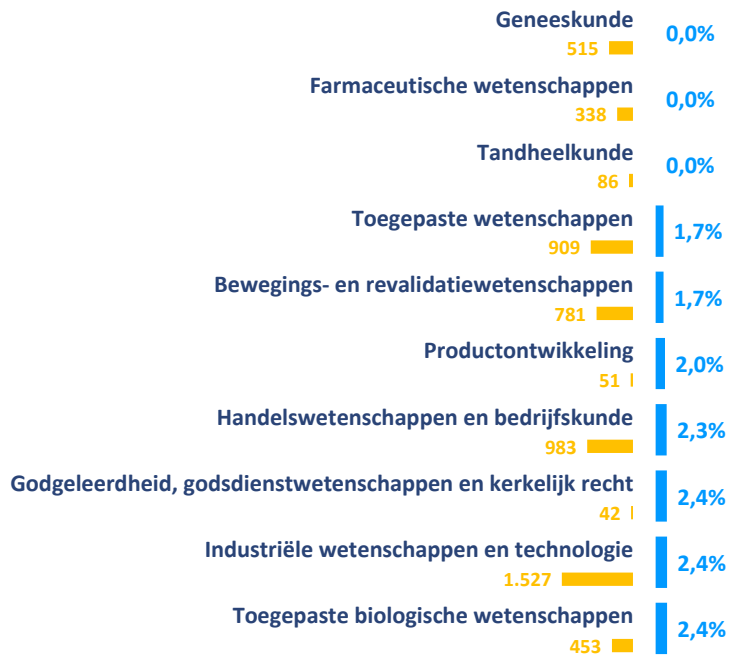 Geneeskunde
515
0,0%
Farmaceutische wetenschappen
338
0,0%
Tandheelkunde
86
0,0%
Toegepaste wetenschappen
909
1,7%
Bewegings- en revalidatiewetenschappen
781
1,7%
Productontwikkeling
51
2,0%
Handelswetenschappen en bedrijfskunde
983
2,3%
Godgeleerdheid, godsdienstwetenschappen en kerkelijk recht
42
2,4%
Industriële wetenschappen en technologie
1.527
2,4%
Toegepaste biologische wetenschappen
453
2,4%